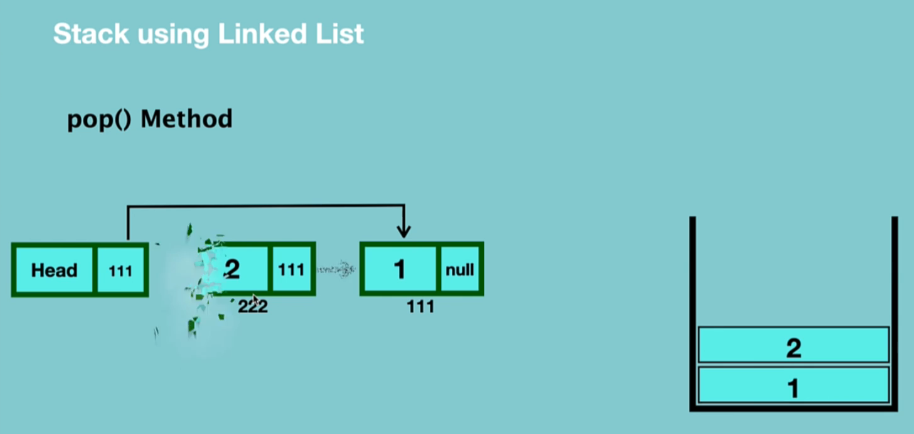 Stack using Linked List
pop() Method
Head 111
2 111
1 null
222
111
2
1